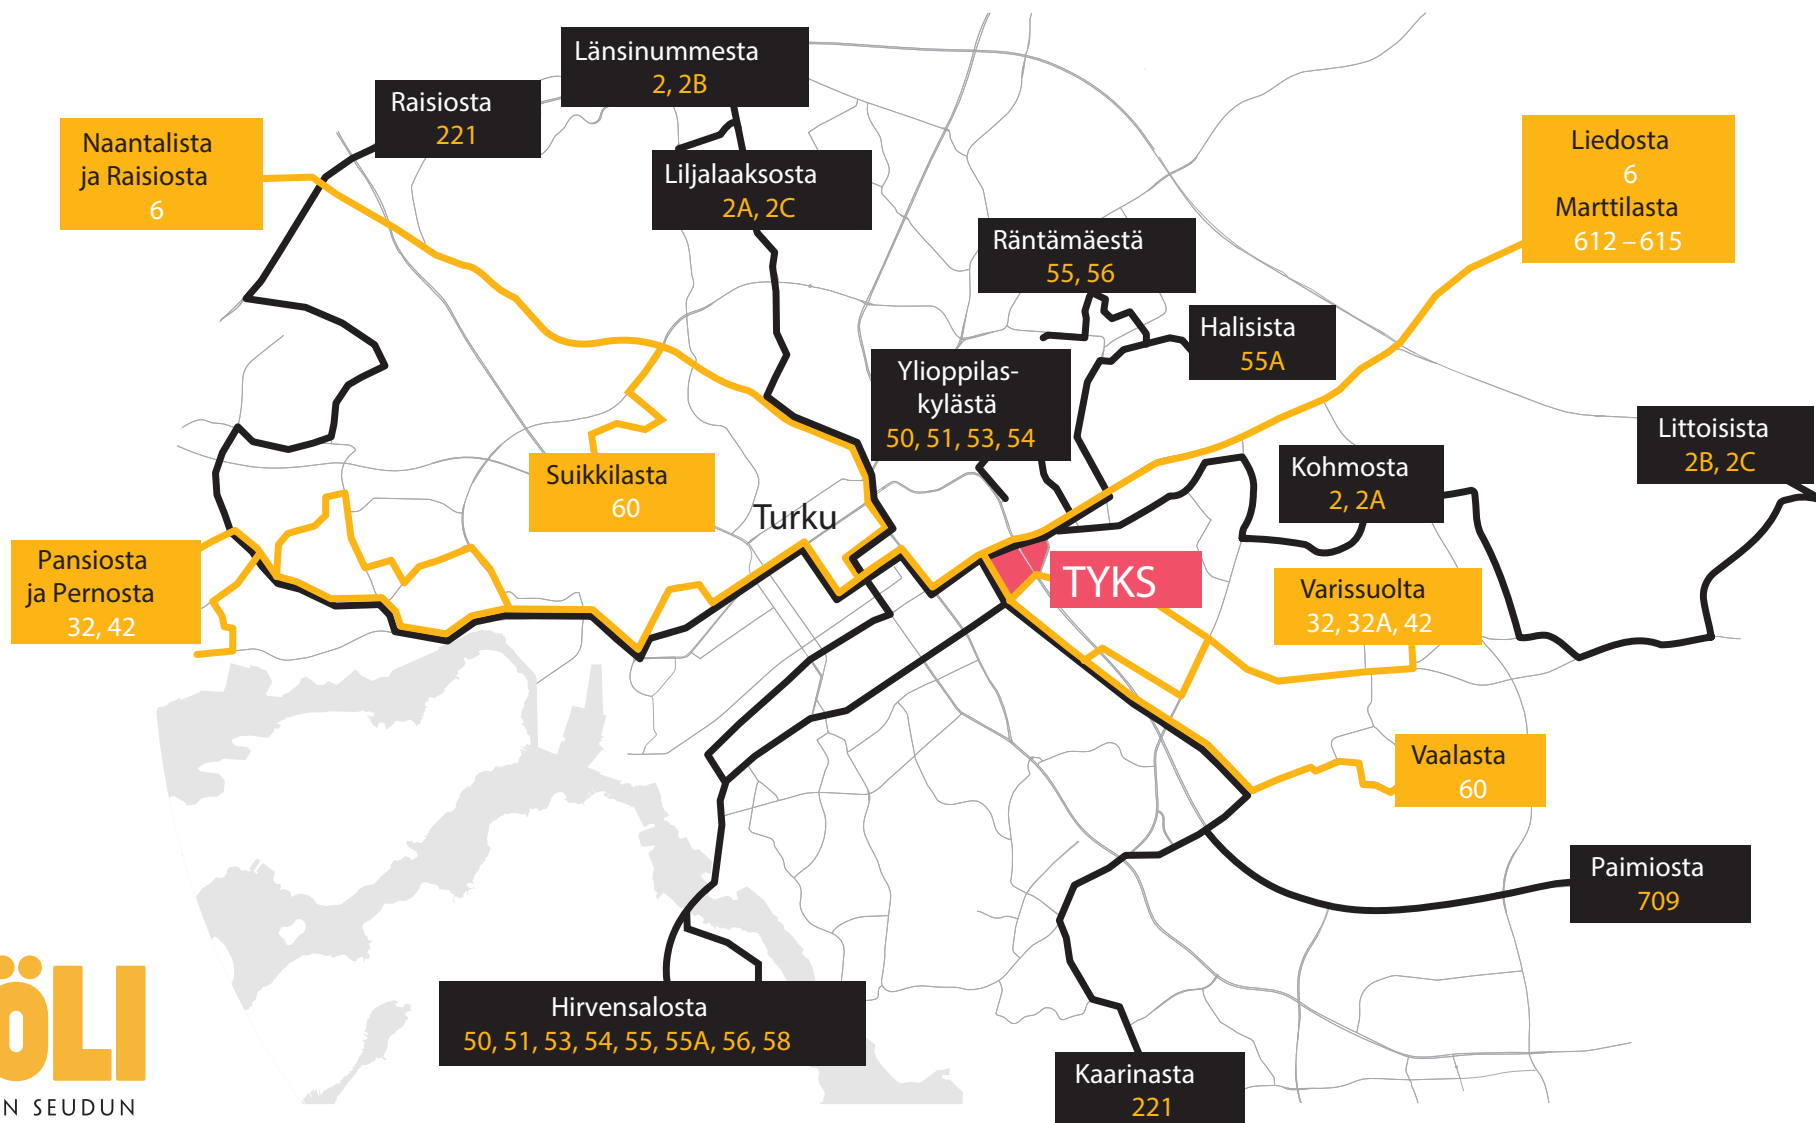 Länsinummesta
2, 2B
Raisiosta
221
Naantalista
ja Raisiosta
6
Liljalaaksosta
2A, 2C
Liedosta
6
Marttilasta
612 – 615
Räntämäestä
55, 56
Halisista
55A
Ylioppilas-
kylästä
50, 51, 53, 54
Littoisista
2B, 2C
Kohmosta
2, 2A
Suikkilasta
60
Turku
Pansiosta
ja Pernosta
32, 42
TYKS
Varissuolta
32, 32A, 42
Vaalasta
60
Paimiosta
709
Hirvensalosta
50, 51, 53, 54, 55, 55A, 56, 58
Kaarinasta
221
ÖLI
N SEUDUN